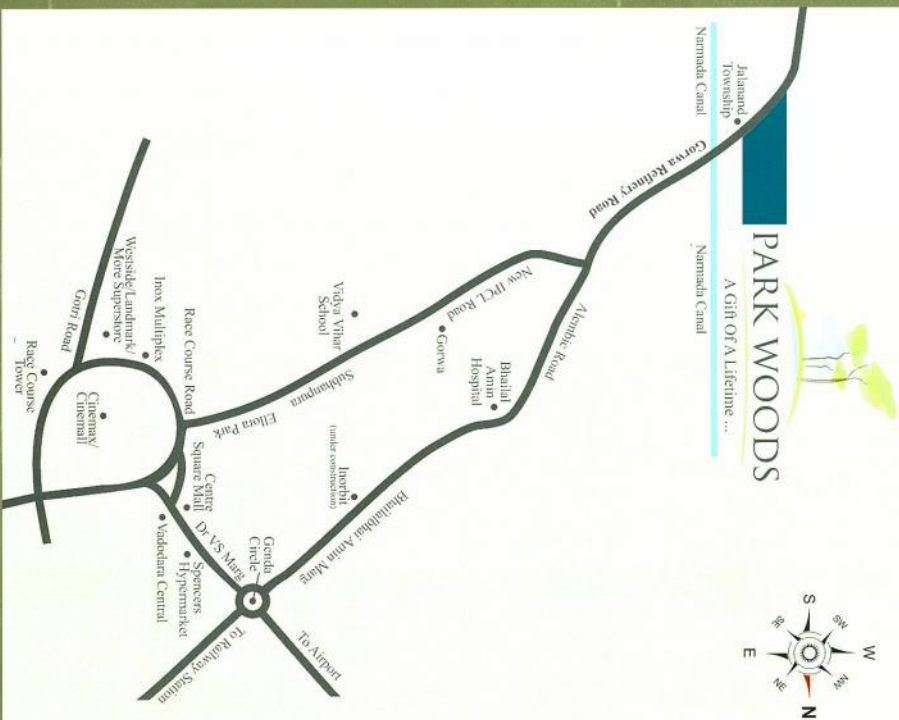 PARK WOODS
A Gift Of A Lifetime ...
Narmada Canal
Narmada Canal
Jalanand
Township
Gorwa Refinery Road
New IPCL Road
Alembic Road
Gorwa
Bhailal
Amin
Hospital
Vidya Vihar
School
Subhanpura
Ellora Park
Inorbit
(under construction)
Bhailalbhai Amin Marg
Race Course Road
Inox Multiplex
Westside/Landmark/
More Superstore
Gotri Road
Race Course
Tower
Cinemax/
Cinemall
Centre
Square Mall
Dr VS Marg
Genda
Circle
Vadodara Central
Spencers
Hypermarket
To Railway Station
To Airport
S
SW
W
NW
N
NE
E
SE